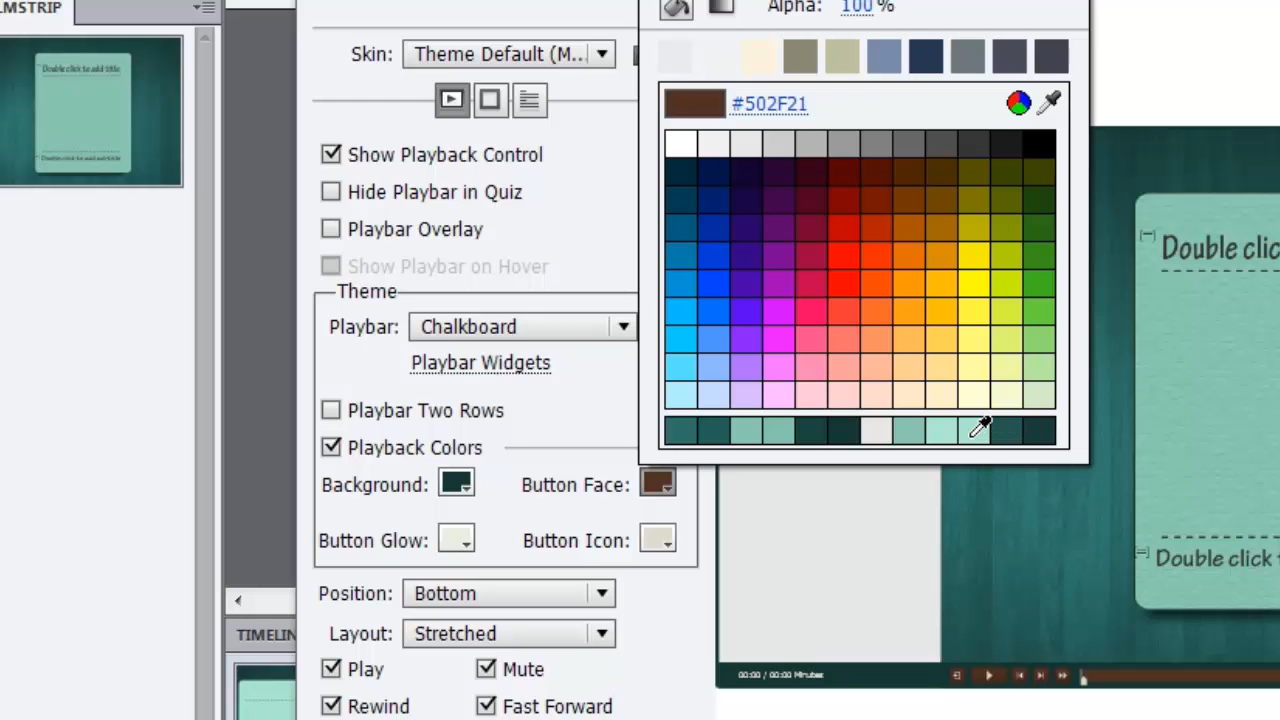 LMSTRIP
Alpha: 100 %
Double click to add title
Skin: Theme Default (M...
#502F21
Show Playback Control
Hide Playbar in Quiz
Playbar Overlay
Show Playbar on Hover
Double clic
Theme
Playbar: Chalkboard
Playbar Widgets
Playbar Two Rows
Playback Colors
Background:
Button Face:
Button Glow:
Button Icon:
Double click t
Position: Bottom
TIMELIN
Layout: Stretched
Play
Mute
00:00 / 00:00 Minutes
Rewind
Fast Forward